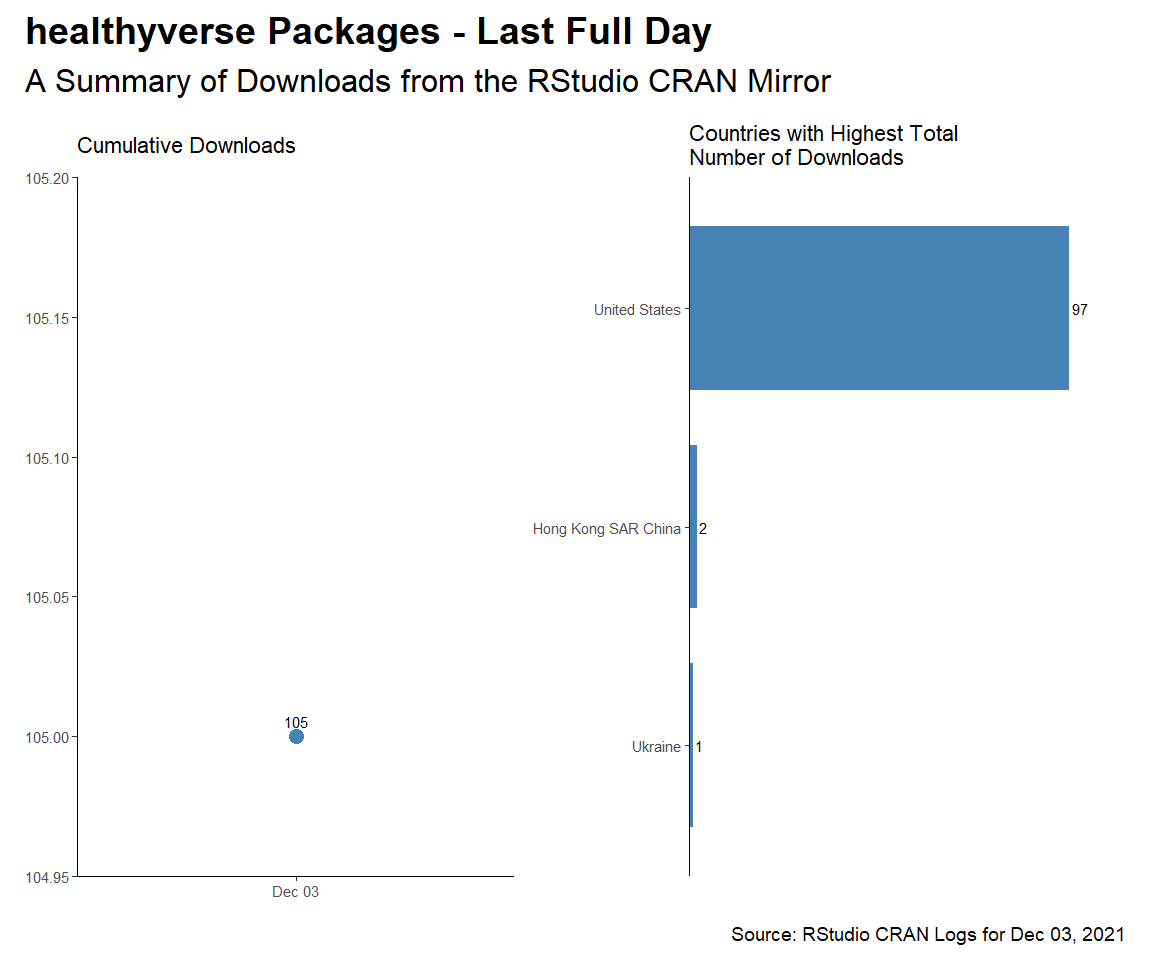 healthyverse Packages - Last Full Day
A Summary of Downloads from the RStudio CRAN Mirror
Cumulative Downloads
105.20
105.15
105.10
105.05
105.00
104.95
105
Dec 03
Countries with Highest Total
Number of Downloads
United States
97
Hong Kong SAR China
2
Ukraine
1
Source: RStudio CRAN Logs for Dec 03, 2021